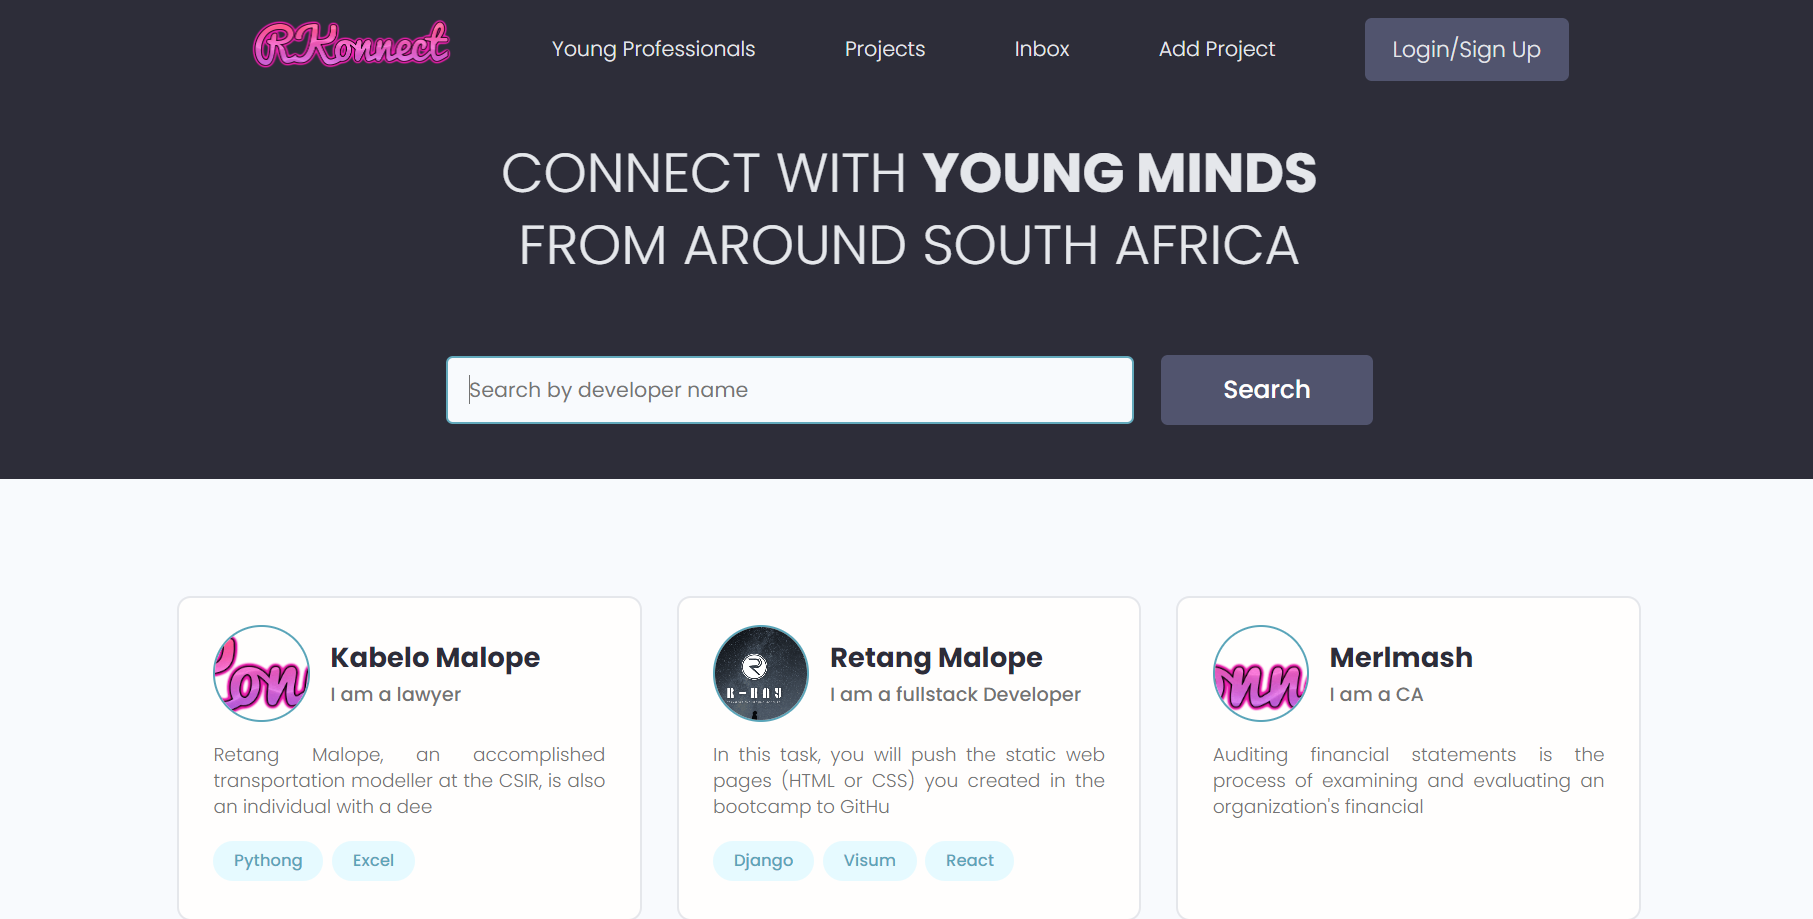 RKonnect
Young Professionals
Projects
Inbox
Add Project
Login/Sign Up
CONNECT WITH YOUNG MINDS
FROM AROUND SOUTH AFRICA
Search by developer name
Search
Kabelo Malope
I am a lawyer
Retang Malope, an accomplished
transportation modeller at the CSIR, is also
an individual with a dee
Pythong
Excel
Retang Malope
I am a fullstack Developer
In this task, you will push the static web
pages (HTML or CSS) you created in the
bootcamp to GitHu
Django
Visum
React
Merlmash
I am a CA
Auditing financial statements is the
process of examining and evaluating an
organization's financial